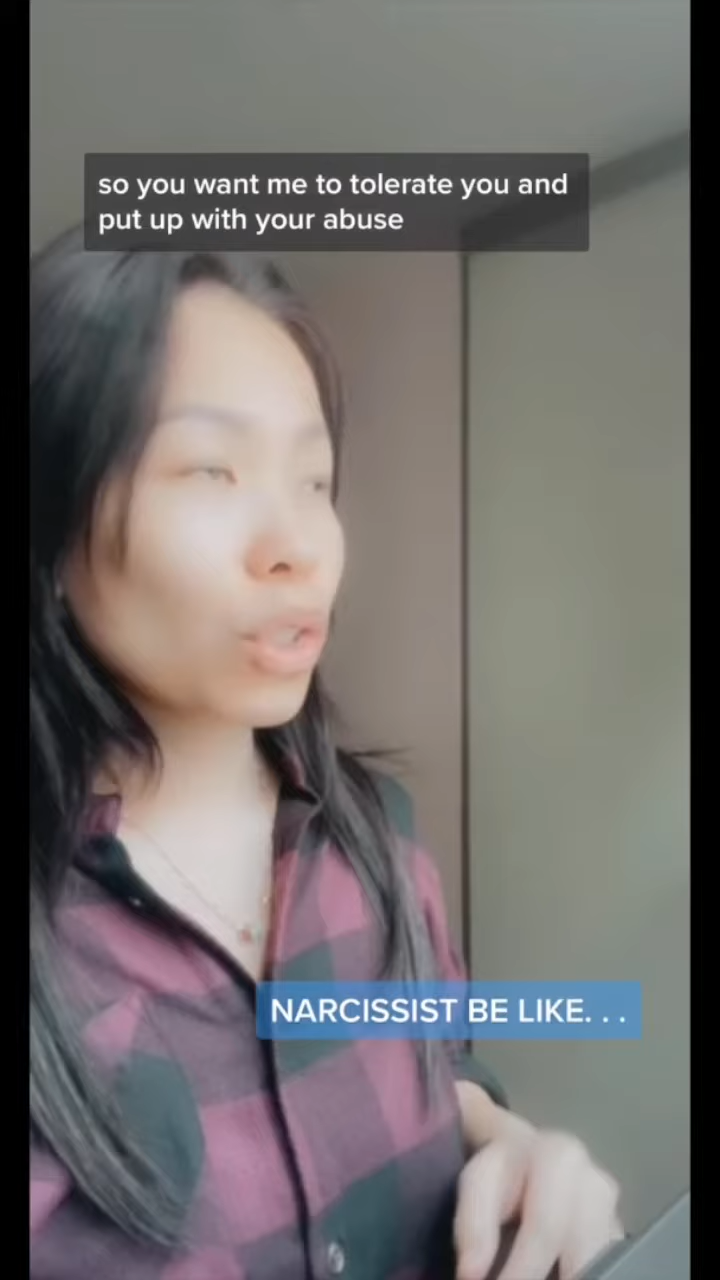 so you want me to tolerate you and
put up with your abuse
NARCISSIST BE LIKE. . .